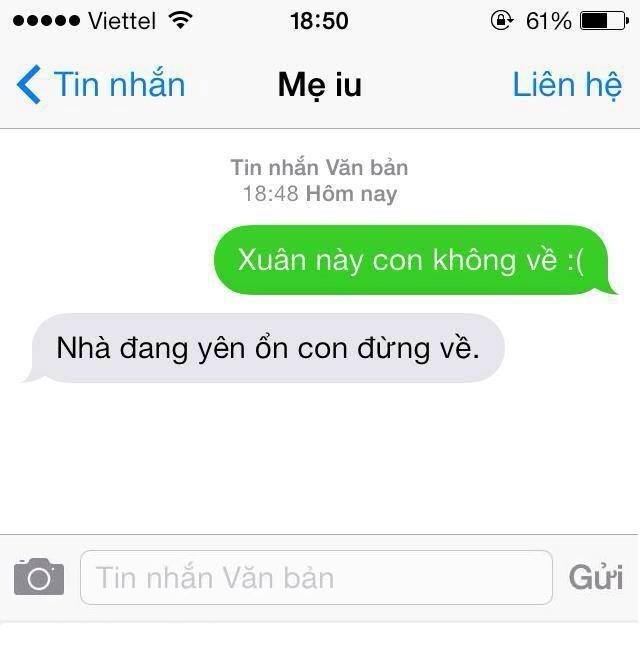 Viettel 18:50 61%
Tin nhắn Mẹ iu Liên hệ
Tin nhắn Văn bản
18:48 Hôm nay
Xuân này con không về :(
Nhà đang yên ổn con đừng về.
Tin nhắn Văn bản Gửi